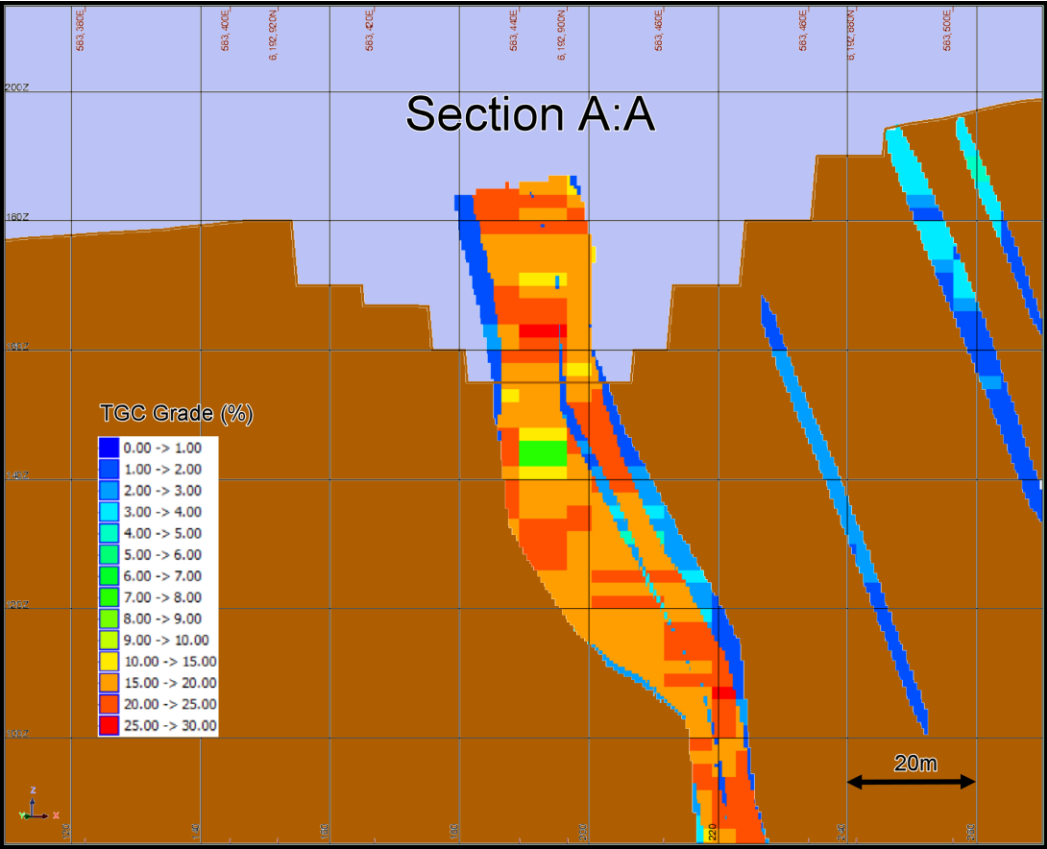 563,380E
563,400E
6,192,920N
563,420E
563,440E
6,192,900N
563,460E
563,480E
6,192,880N
563,500E
200Z
Section A:A
180Z
TGC Grade (%)
0.00 -> 1.00
1.00 -> 2.00
2.00 -> 3.00
3.00 -> 4.00
4.00 -> 5.00
5.00 -> 6.00
6.00 -> 7.00
7.00 -> 8.00
8.00 -> 9.00
9.00 -> 10.00
10.00 -> 15.00
15.00 -> 20.00
20.00 -> 25.00
25.00 -> 30.00
20m
Z
Y
X
220